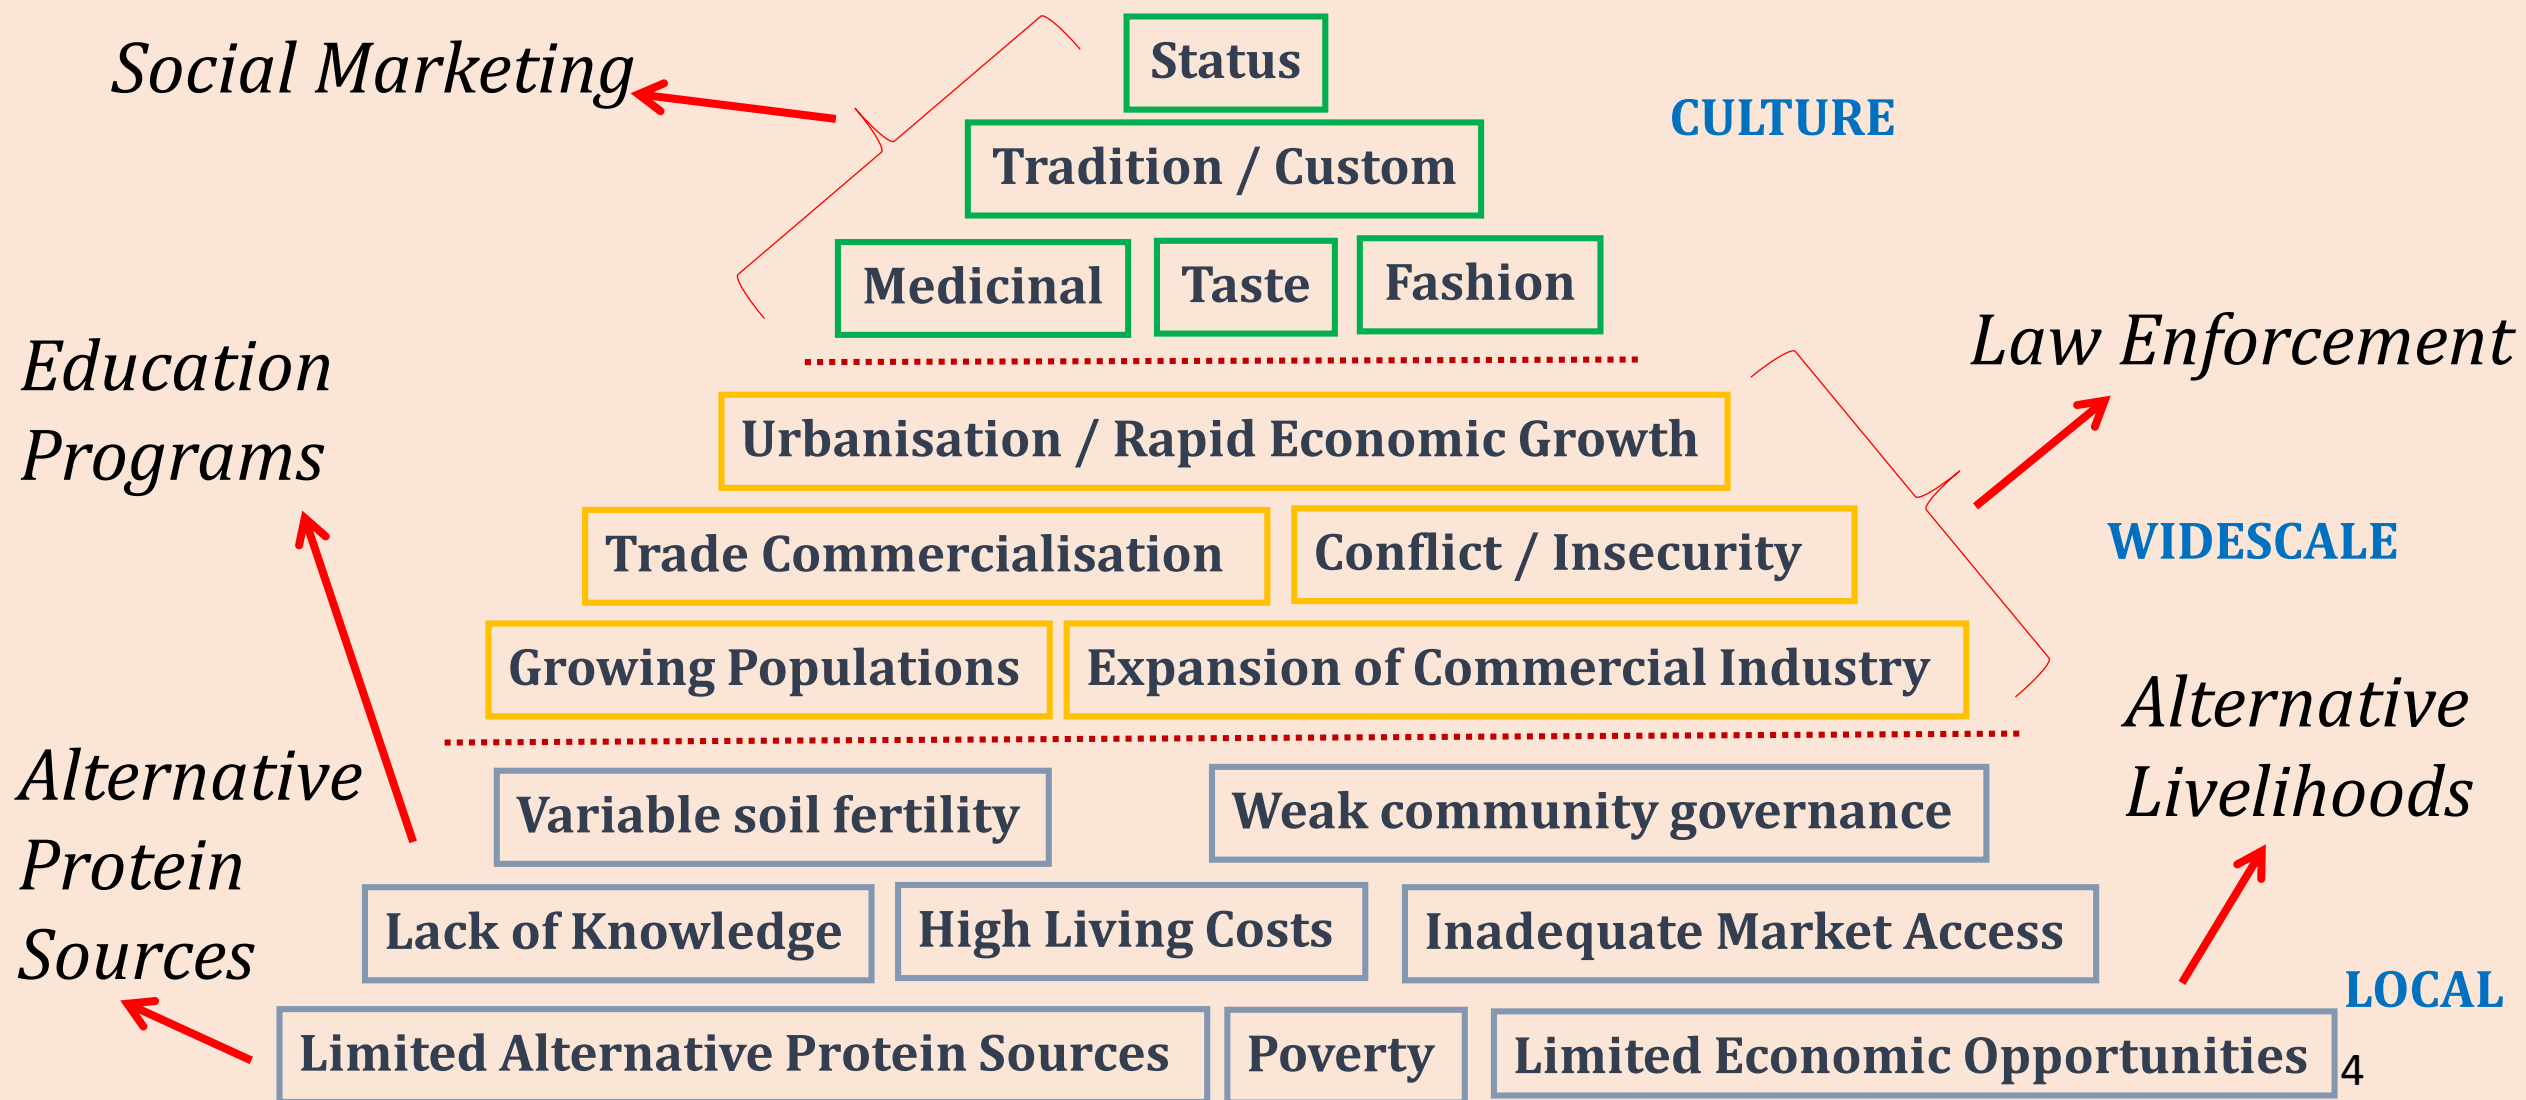 Social Marketing
Status
CULTURE
Tradition / Custom
Medicinal
Taste
Fashion
Education
Programs
Law Enforcement
Urbanisation / Rapid Economic Growth
Trade Commercialisation
Conflict / Insecurity
WIDESCALE
Growing Populations
Expansion of Commercial Industry
Alternative
Livelihoods
Alternative
Protein
Sources
Variable soil fertility
Weak community governance
Lack of Knowledge
High Living Costs
Inadequate Market Access
LOCAL
Limited Alternative Protein Sources
Poverty
Limited Economic Opportunities
4